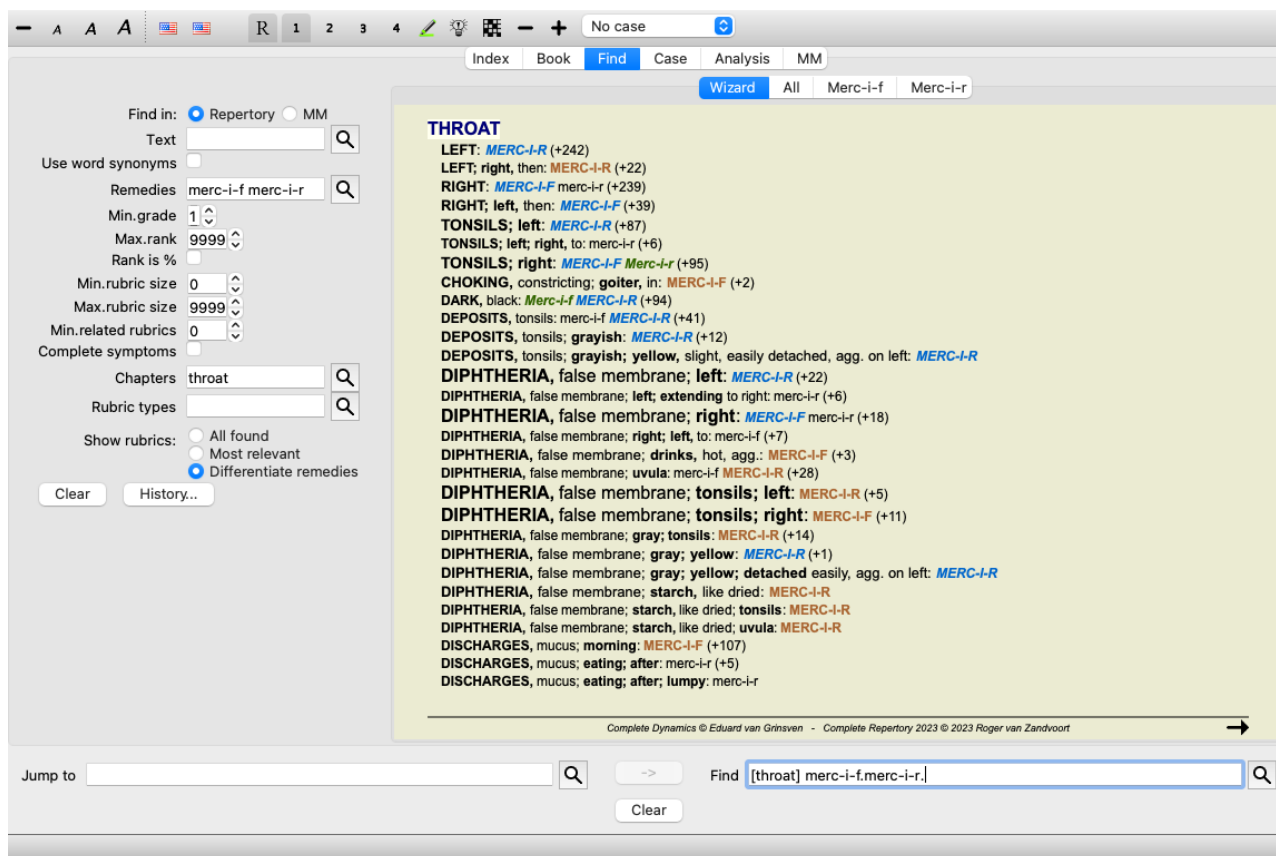 A A A R 1 2 3 4 No case
Index Book Find Case Analysis MM
Wizard All Merc-i-f Merc-i-r
Find in: Repertory MM
Text
Use word synonyms
Remedies merc-i-f merc-i-r
Min.grade 1
Max.rank 9999
Rank is %
Min.rubric size 0
Max.rubric size 9999
Min.related rubrics 0
Complete symptoms
Chapters throat
Rubric types
Show rubrics: All found
Most relevant
Differentiate remedies
Clear History...
THROAT
LEFT: MERC-I-R (+242)
LEFT; right, then: MERC-I-R (+22)
RIGHT: MERC-I-F merc-i-r (+239)
RIGHT; left, then: MERC-I-F (+39)
TONSILS; left: MERC-I-R (+87)
TONSILS; left; right, to: merc-i-r (+6)
TONSILS; right: MERC-I-F Merc-i-r (+95)
CHOKING, constricting; goiter, in: MERC-I-F (+2)
DARK, black: Merc-i-f MERC-I-R (+94)
DEPOSITS, tonsils: merc-i-f MERC-I-R (+41)
DEPOSITS, tonsils; grayish: MERC-I-R (+12)
DEPOSITS, tonsils; grayish; yellow, slight, easily detached, agg. on left: MERC-I-R
DIPHTHERIA, false membrane; left: MERC-I-R (+22)
DIPHTHERIA, false membrane; left; extending to right: merc-i-r (+6)
DIPHTHERIA, false membrane; right: MERC-I-F merc-i-r (+18)
DIPHTHERIA, false membrane; right; left, to: merc-i-f (+7)
DIPHTHERIA, false membrane; drinks, hot, agg.: MERC-I-F (+3)
DIPHTHERIA, false membrane; uvula: merc-i-f MERC-I-R (+28)
DIPHTHERIA, false membrane; tonsils; left: MERC-I-R (+5)
DIPHTHERIA, false membrane; tonsils; right: MERC-I-F (+11)
DIPHTHERIA, false membrane; gray; tonsils: MERC-I-R (+14)
DIPHTHERIA, false membrane; gray; yellow: MERC-I-R (+1)
DIPHTHERIA, false membrane; gray; yellow; detached easily, agg. on left: MERC-I-R
DIPHTHERIA, false membrane; starch, like dried: MERC-I-R
DIPHTHERIA, false membrane; starch, like dried; tonsils: MERC-I-R
DIPHTHERIA, false membrane; starch, like dried; uvula: MERC-I-R
DISCHARGES, mucus; morning: MERC-I-F (+107)
DISCHARGES, mucus; eating; after: merc-i-r (+5)
DISCHARGES, mucus; eating; after; lumpy: merc-i-r
Complete Dynamics © Eduard van Grinsven - Complete Repertory 2023 © 2023 Roger van Zandvoort
Jump to -> Find [throat] merc-i-f.merc-i-r.
Clear